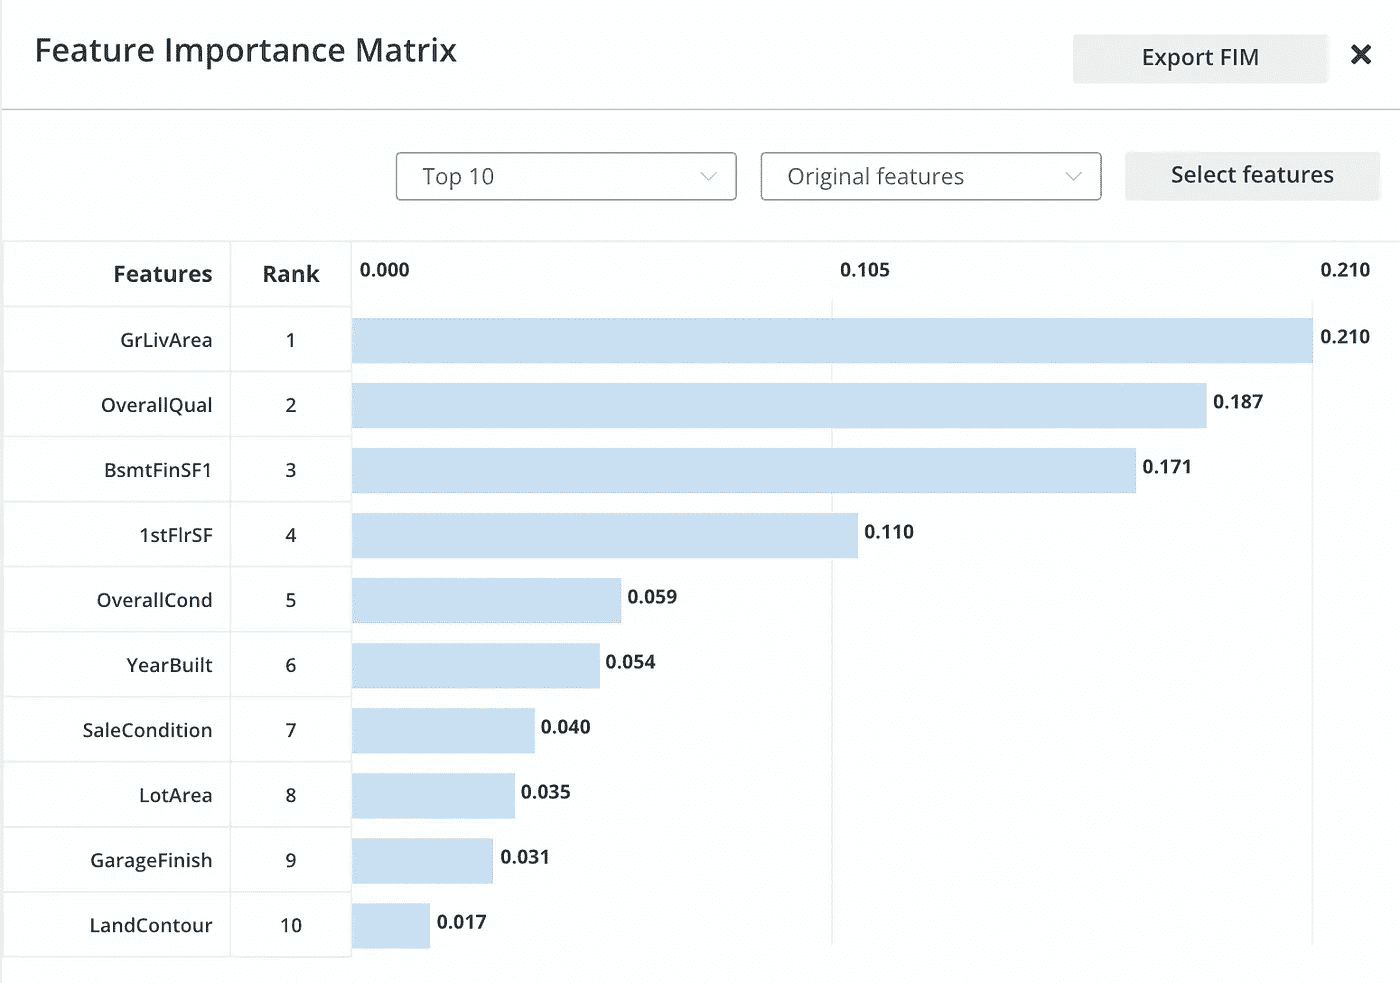 Feature Importance Matrix
Export FIM
Top 10
Original features
Select features
Features Rank 0.000 0.105 0.210
GrLivArea 1 0.210
OverallQual 2 0.187
BsmtFinSF1 3 0.171
1stFlrSF 4 0.110
OverallCond 5 0.059
YearBuilt 6 0.054
SaleCondition 7 0.040
LotArea 8 0.035
GarageFinish 9 0.031
LandContour 10 0.017